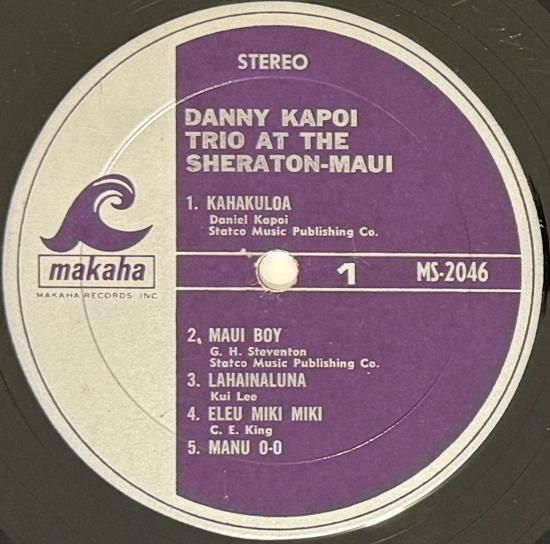 STEREO
DANNY KAPOI
TRIO AT THE
SHERATON-MAUI
1. KAHAKULOA
Daniel Kapoi
Statco Music Publishing Co.
makaha
MAKAHA RECORDS, INC.
1
MS-2046
2. MAUI BOY
G. H. Steventon
Statco Music Publishing Co.
3. LAHAINALUNA
Kui Lee
4. ELEU MIKI MIKI
C. E. King
5. MANU O-O